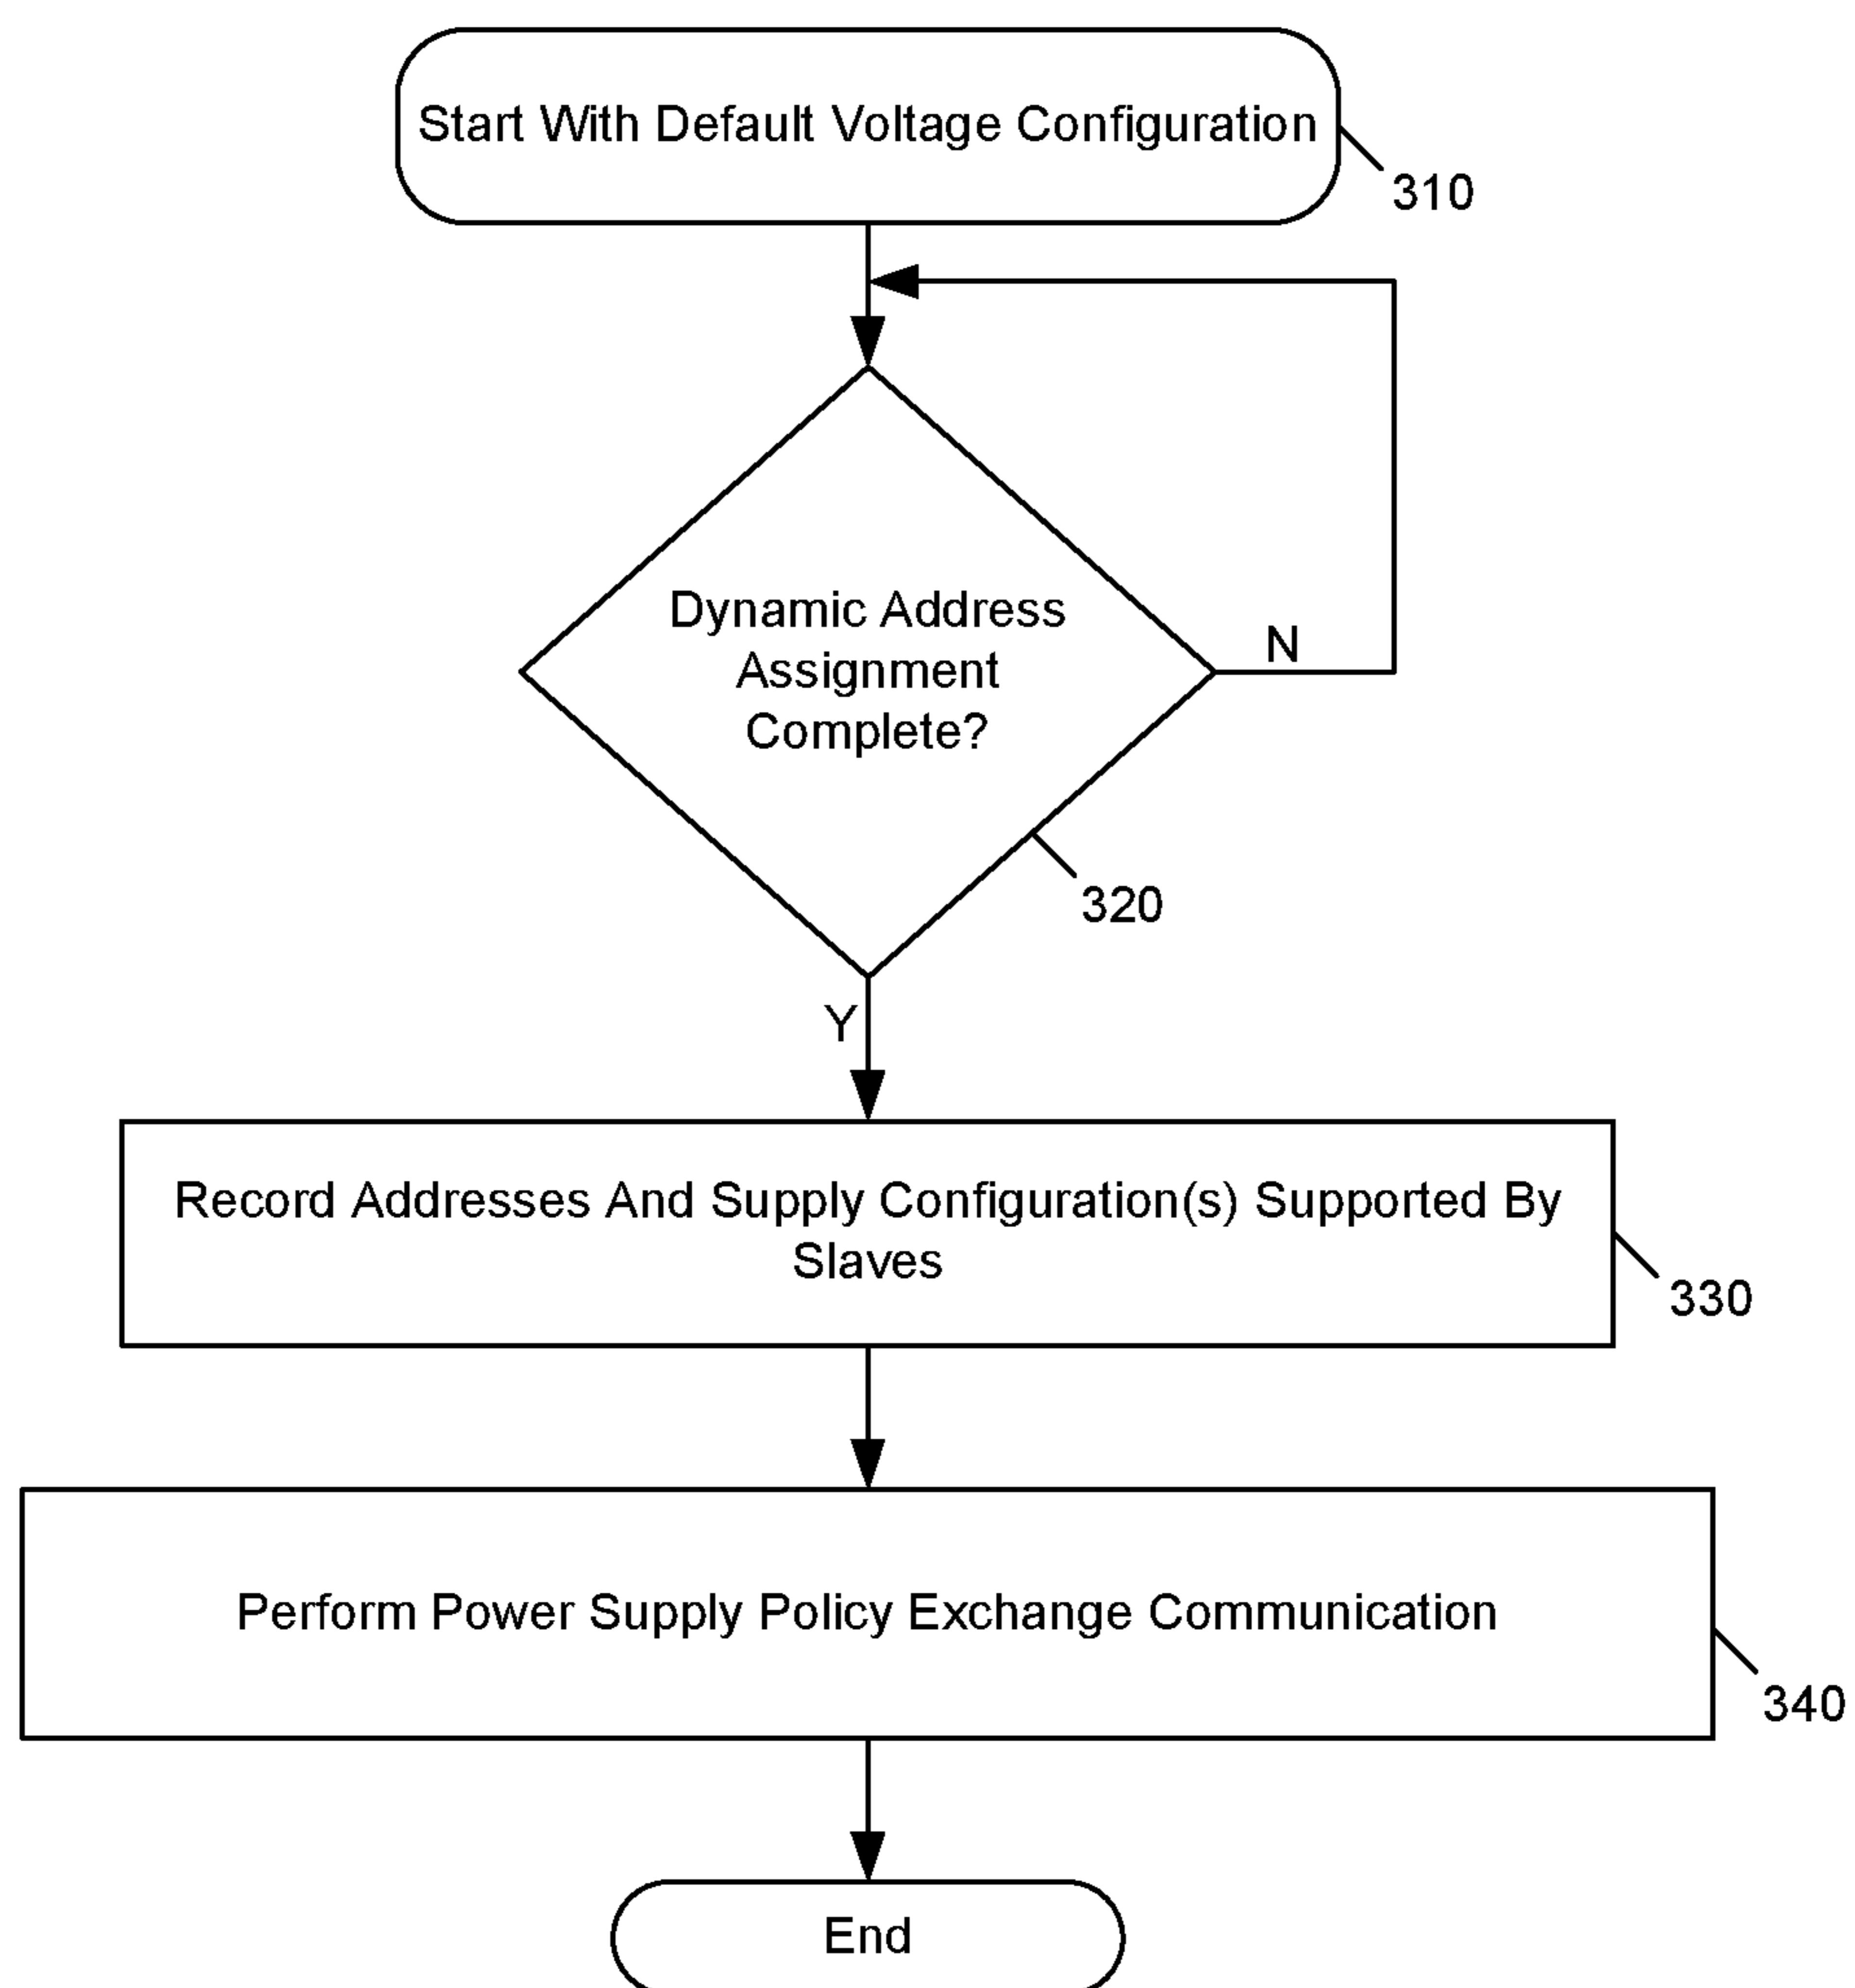 Start With Default Voltage Configuration
310
Dynamic Address
Assignment
Complete?
N
320
Y
Record Addresses And Supply Configuration(s) Supported By
Slaves
330
Perform Power Supply Policy Exchange Communication
340
End